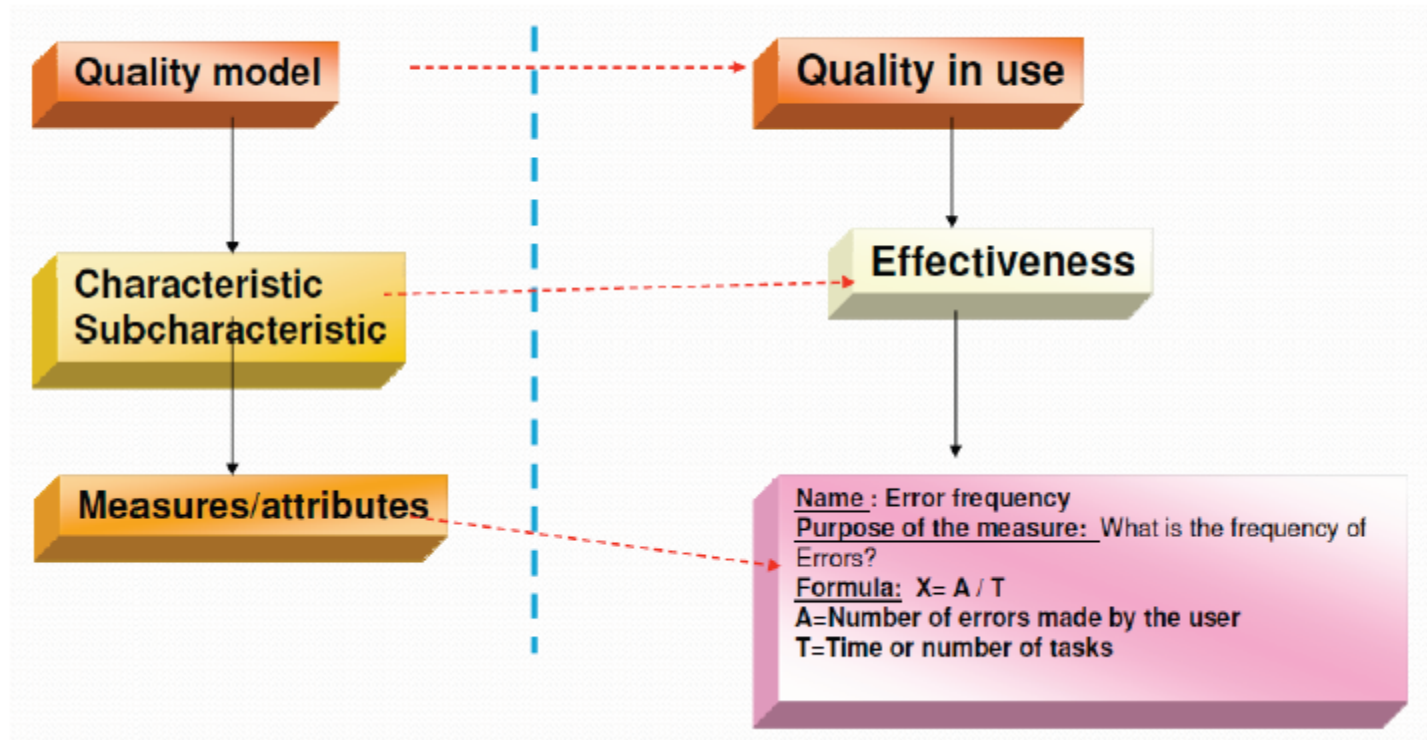 Quality model
Quality in use
Characteristic
Subcharacteristic
Effectiveness
Measures/attributes
Name : Error frequency
Purpose of the measure: What is the frequency of
Errors?
Formula: X= A / T
A=Number of errors made by the user
T=Time or number of tasks